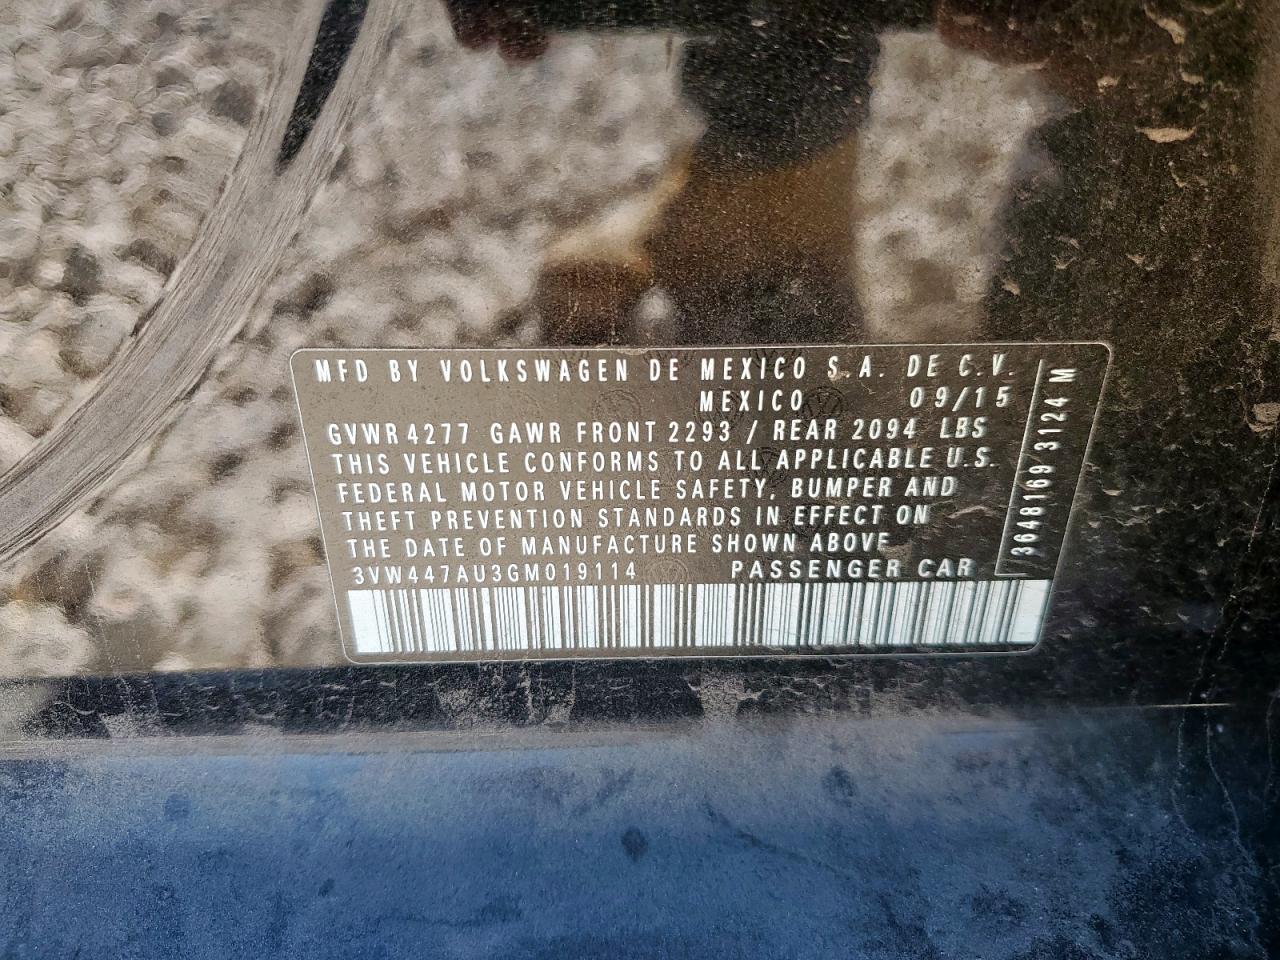 MFD BY VOLKSWAGEN DE MEXICO S.A. DE C.V.
MEXICO 09/15
GVWR 4277 GAWR FRONT 2293 / REAR 2094 LBS
THIS VEHICLE CONFORMS TO ALL APPLICABLE U.S.
FEDERAL MOTOR VEHICLE SAFETY, BUMPER AND
THEFT PREVENTION STANDARDS IN EFFECT ON
THE DATE OF MANUFACTURE SHOWN ABOVE
3VW447AU3GM019114 PASSENGER CAR
3648169 3124 M